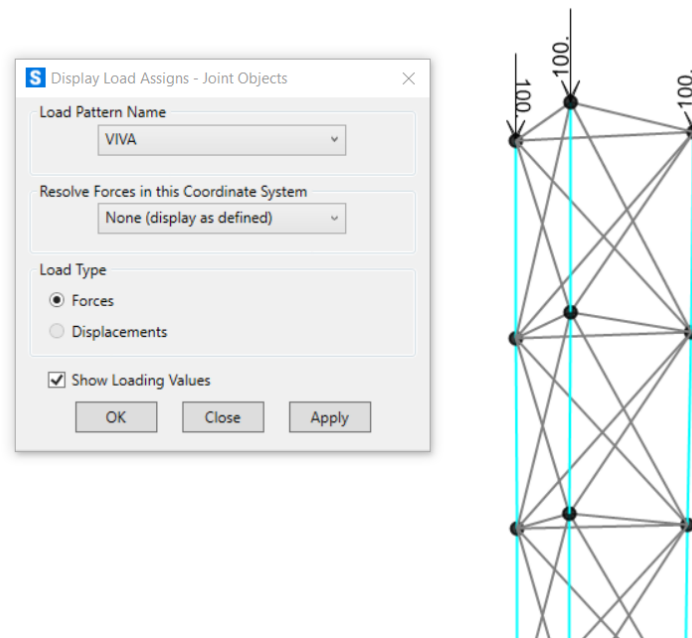 S Display Load Assigns - Joint Objects
Load Pattern Name
VIVA
Resolve Forces in this Coordinate System
None (display as defined)
Load Type
Forces
Displacements
Show Loading Values
OK Close Apply
100.
100.
100.